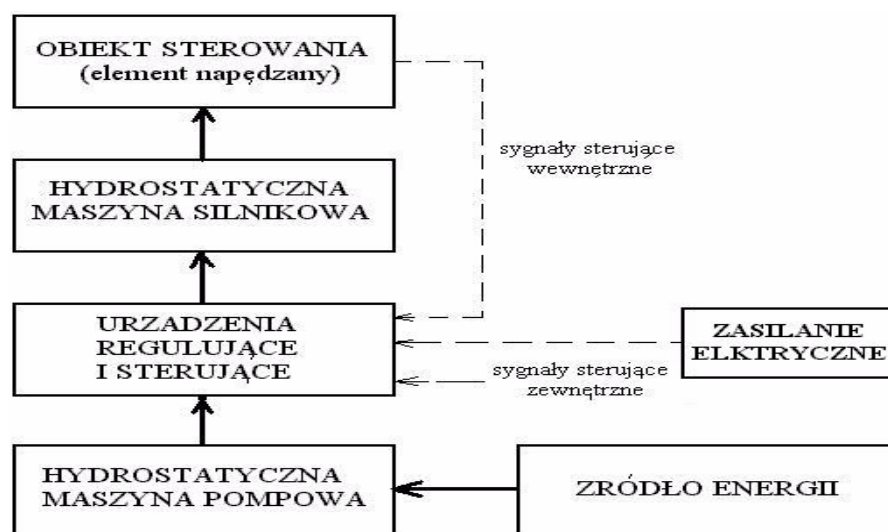 OBIEKT STEROWANIA
(element napędzany)
sygnały sterujące
wewnętrzne
HYDROSTATYCZNA
MASZYNA SILNIKOWA
URZADZENIA
REGULUJĄCE
I STERUJĄCE
ZASILANIE
ELKTRYCZNE
sygnały sterujące
zewnętrzne
HYDROSTATYCZNA
MASZYNA POMPOWA
ZRÓDŁO ENERGII